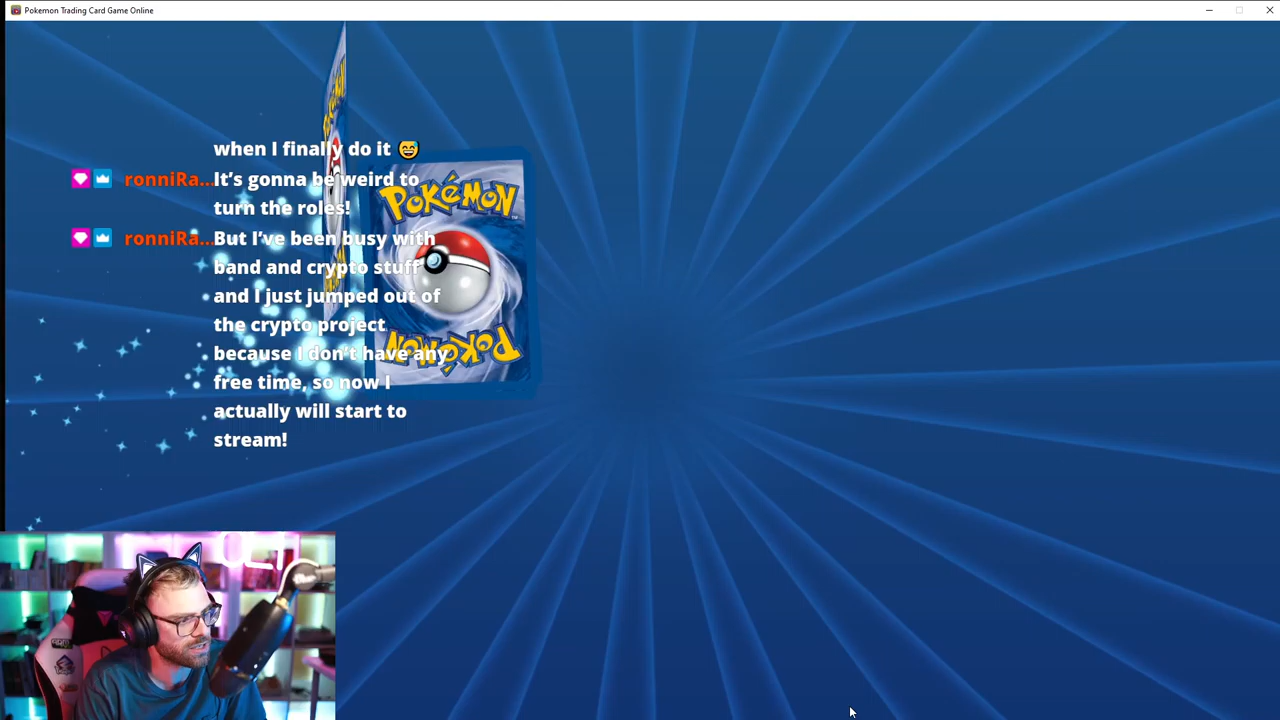 Pokemon Trading Card Game Online
when I finally do it 😅
ronniRa... It's gonna be weird to
turn the roles!
ronniRa... But I've been busy with
band and crypto stuff
and I just jumped out of
the crypto project
because I don't have any
free time, so now I
actually will start to
stream!
POKéMON
POKéMON